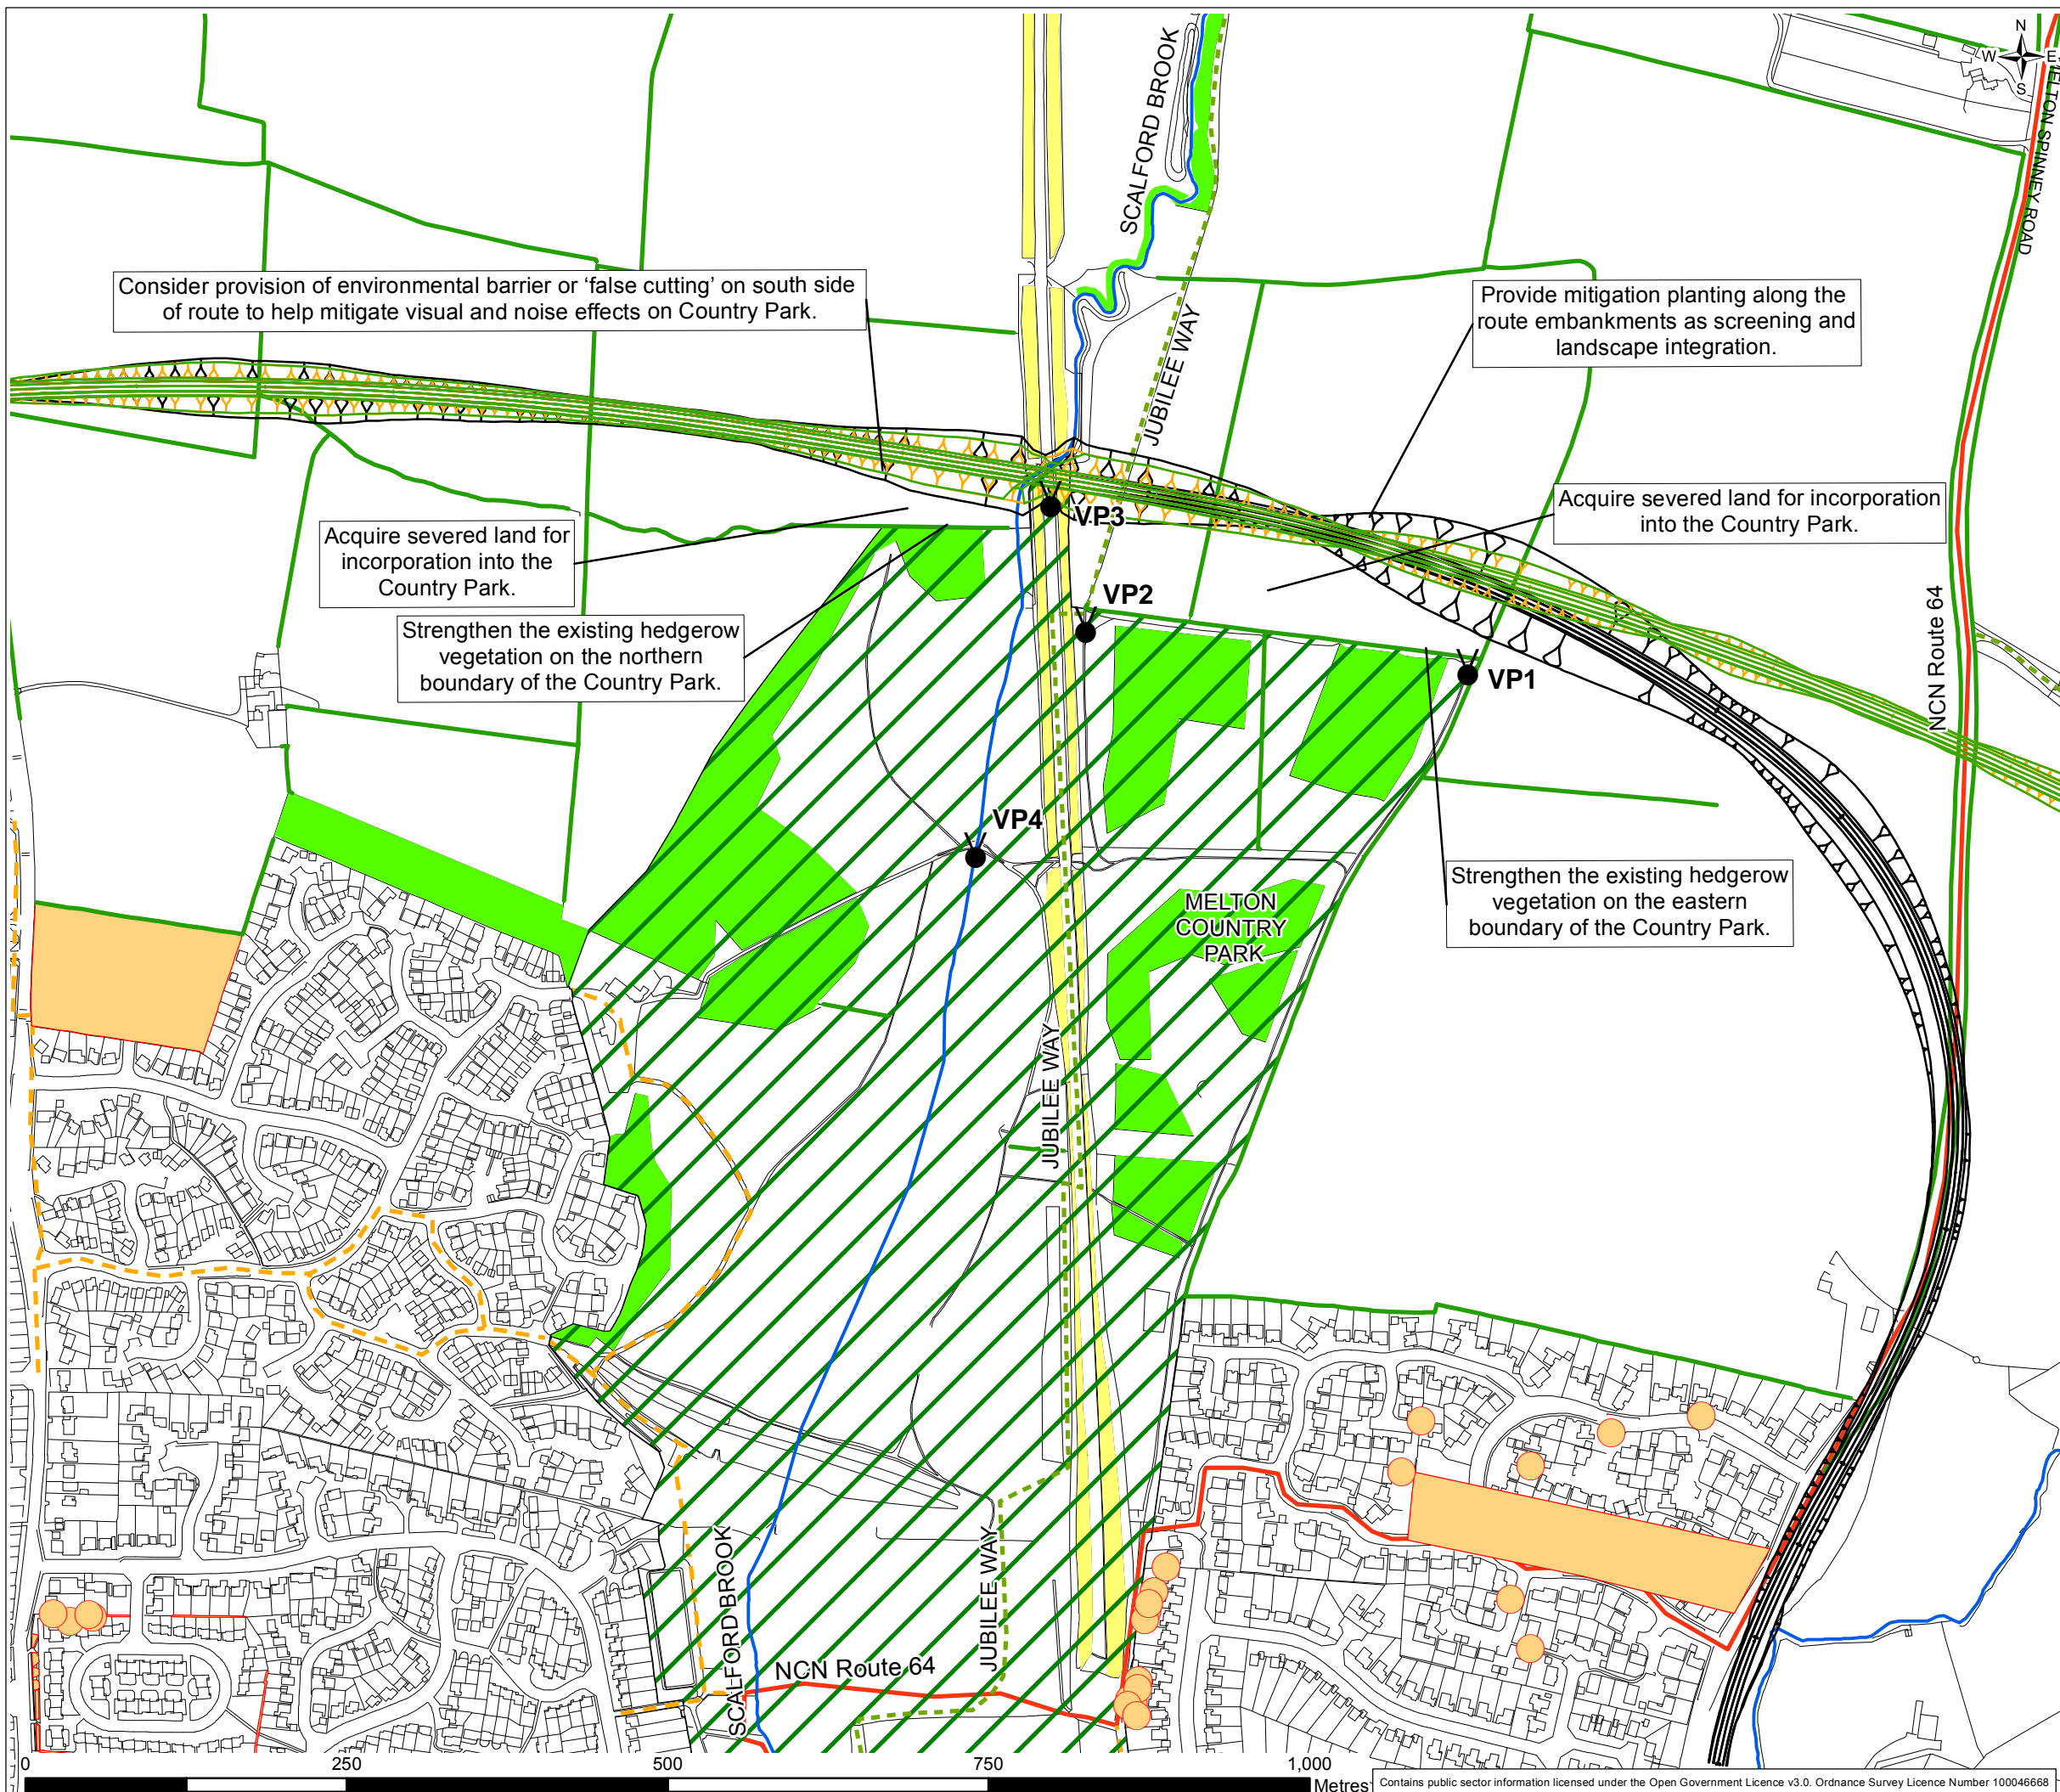 N
W
E
S
MELTON SPINNEY ROAD
SCALFORD BROOK
Consider provision of environmental barrier or ‘false cutting’ on south side
of route to help mitigate visual and noise effects on Country Park.
Provide mitigation planting along the
route embankments as screening and
landscape integration.
JUBILEE WAY
Acquire severed land for incorporation
into the Country Park.
VP3
Acquire severed land for
incorporation into the
Country Park.
VP2
NCN Route 64
Strengthen the existing hedgerow
vegetation on the northern
boundary of the Country Park.
VP1
VP4
MELTON
COUNTRY
PARK
Strengthen the existing hedgerow
vegetation on the eastern
boundary of the Country Park.
JUBILEE WAY
SCALFORD BROOK
JUBILEE WAY
NCN Route 64
0
250
500
750
1,000
Metres
Contains public sector information licensed under the Open Government Licence v3.0. Ordnance Survey Licence Number 100046668